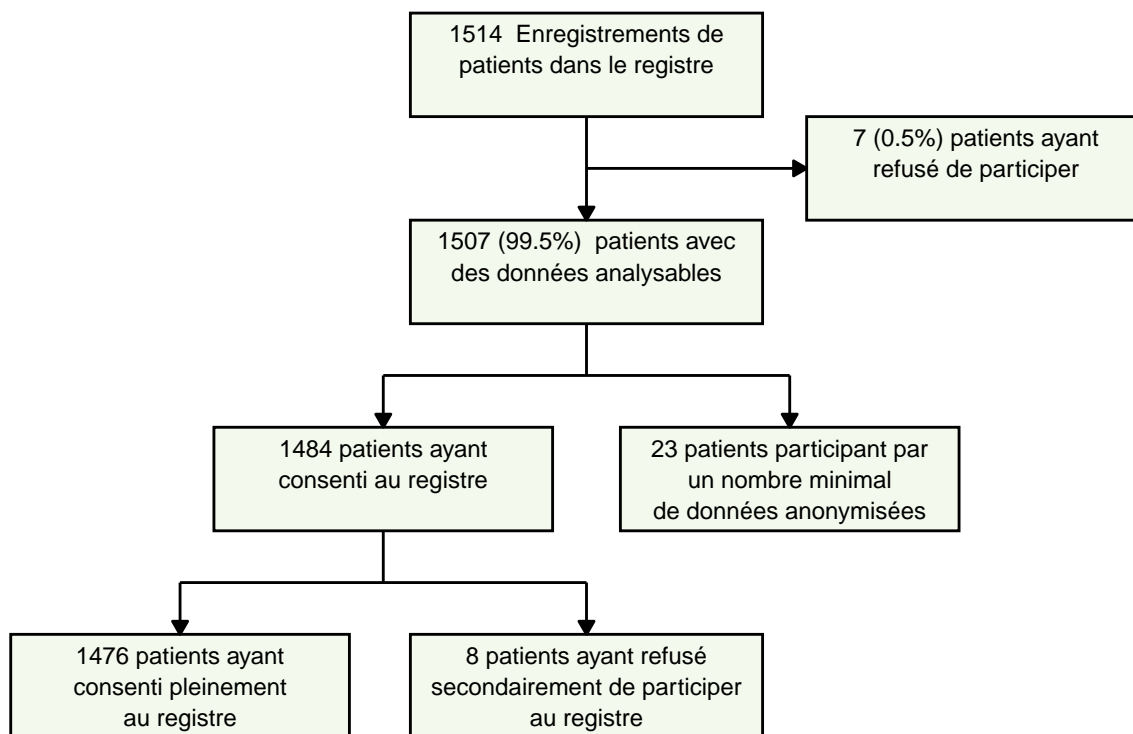 1514  Enregistrements de
patients dans le registre
7 (0.5%) patients ayant
refusé de participer
1507 (99.5%)  patients avec
des données analysables
1484 patients ayant
consenti au registre
23 patients participant par
un nombre minimal
de données anonymisées
1476 patients ayant
consenti pleinement
au registre
8 patients ayant refusé
secondairement de participer
au registre